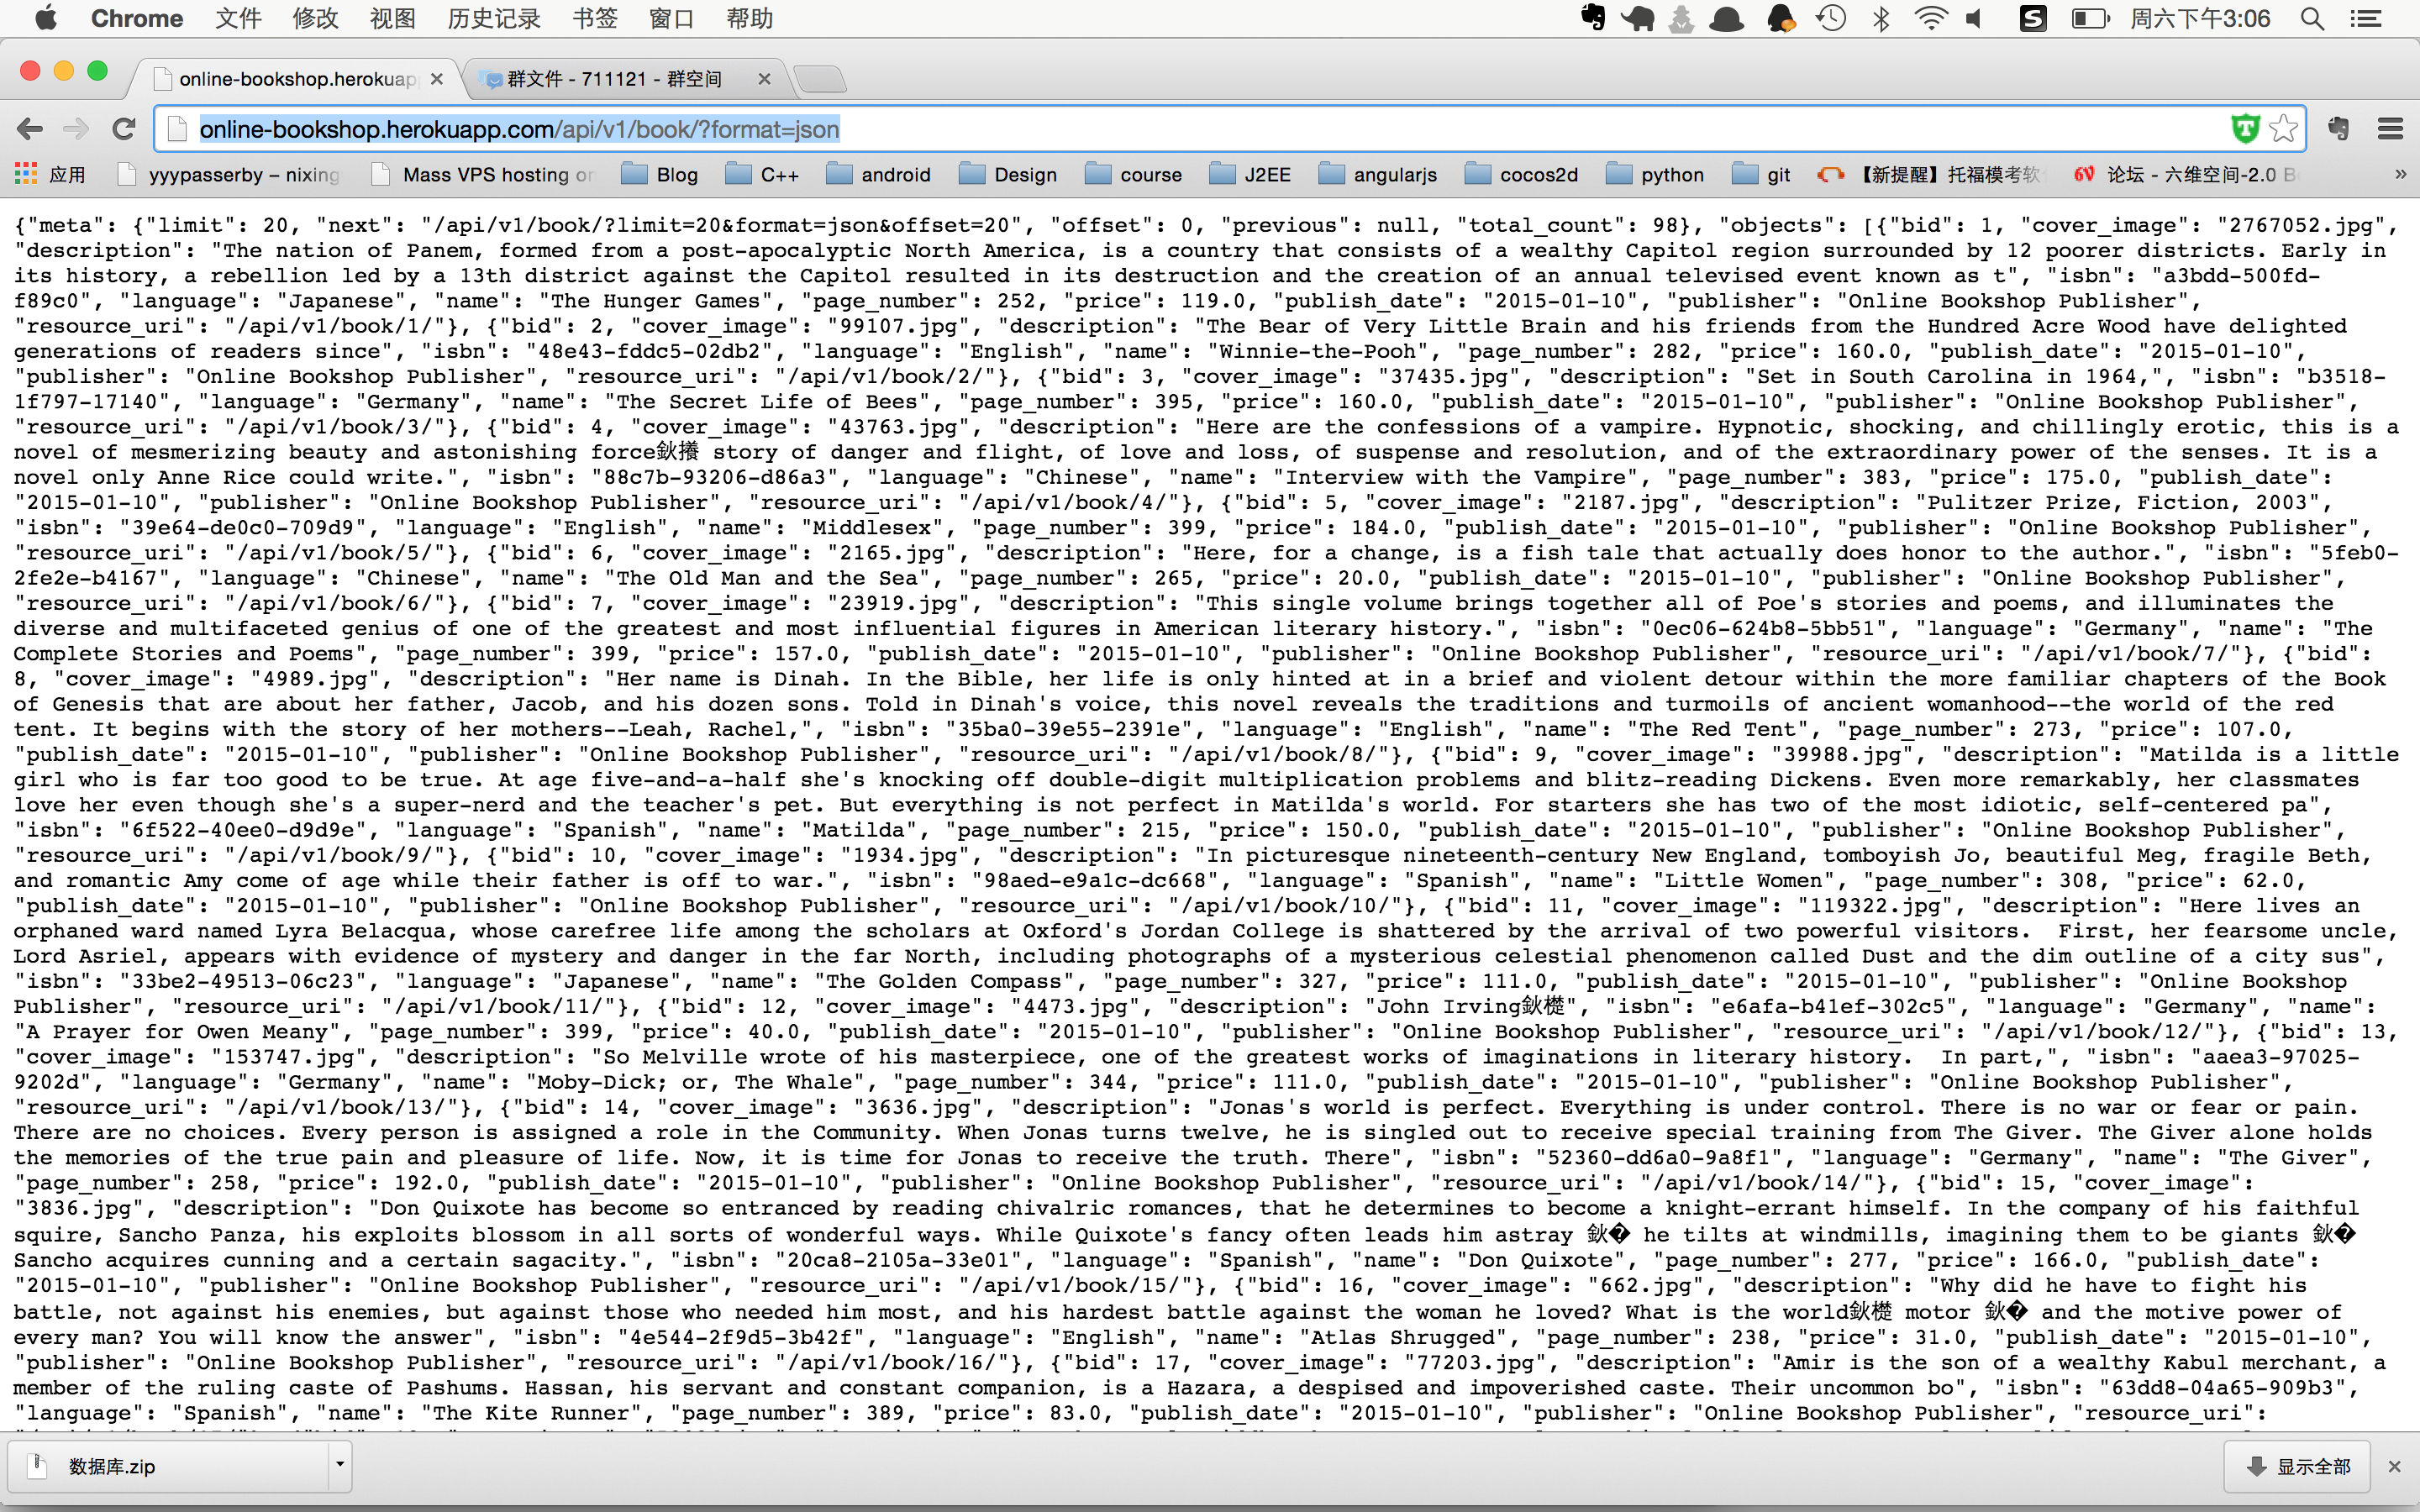 Chrome 文件 修改 视图 历史记录 书签 窗口 帮助 周六下午3:06
online-bookshop.herokuapp 群文件 - 711121 - 群空间
online-bookshop.herokuapp.com/api/v1/book/?format=json
应用 yyypasserby – nixing Mass VPS hosting on Blog C++ android Design course J2EE angularjs cocos2d python git 【新提醒】托福模考软 论坛 - 六维空间-2.0 B
{"meta": {"limit": 20, "next": "/api/v1/book/?limit=20&format=json&offset=20", "offset": 0, "previous": null, "total_count": 98}, "objects": [{"bid": 1, "cover_image": "2767052.jpg",
"description": "The nation of Panem, formed from a post-apocalyptic North America, is a country that consists of a wealthy Capitol region surrounded by 12 poorer districts. Early in
its history, a rebellion led by a 13th district against the Capitol resulted in its destruction and the creation of an annual televised event known as t", "isbn": "a3bdd-500fd-
f89c0", "language": "Japanese", "name": "The Hunger Games", "page_number": 252, "price": 119.0, "publish_date": "2015-01-10", "publisher": "Online Bookshop Publisher",
"resource_uri": "/api/v1/book/1/"}, {"bid": 2, "cover_image": "99107.jpg", "description": "The Bear of Very Little Brain and his friends from the Hundred Acre Wood have delighted
generations of readers since", "isbn": "48e43-fddc5-02db2", "language": "English", "name": "Winnie-the-Pooh", "page_number": 282, "price": 160.0, "publish_date": "2015-01-10",
"publisher": "Online Bookshop Publisher", "resource_uri": "/api/v1/book/2/"}, {"bid": 3, "cover_image": "37435.jpg", "description": "Set in South Carolina in 1964,", "isbn": "b3518-
1f797-17140", "language": "Germany", "name": "The Secret Life of Bees", "page_number": 395, "price": 160.0, "publish_date": "2015-01-10", "publisher": "Online Bookshop Publisher",
"resource_uri": "/api/v1/book/3/"}, {"bid": 4, "cover_image": "43763.jpg", "description": "Here are the confessions of a vampire. Hypnotic, shocking, and chillingly erotic, this is a
novel of mesmerizing beauty and astonishing force鈥攁 story of danger and flight, of love and loss, of suspense and resolution, and of the extraordinary power of the senses. It is a
novel only Anne Rice could write.", "isbn": "88c7b-93206-d86a3", "language": "Chinese", "name": "Interview with the Vampire", "page_number": 383, "price": 175.0, "publish_date":
"2015-01-10", "publisher": "Online Bookshop Publisher", "resource_uri": "/api/v1/book/4/"}, {"bid": 5, "cover_image": "2187.jpg", "description": "Pulitzer Prize, Fiction, 2003",
"isbn": "39e64-de0c0-709d9", "language": "English", "name": "Middlesex", "page_number": 399, "price": 184.0, "publish_date": "2015-01-10", "publisher": "Online Bookshop Publisher",
"resource_uri": "/api/v1/book/5/"}, {"bid": 6, "cover_image": "2165.jpg", "description": "Here, for a change, is a fish tale that actually does honor to the author.", "isbn": "5feb0-
2fe2e-b4167", "language": "Chinese", "name": "The Old Man and the Sea", "page_number": 265, "price": 20.0, "publish_date": "2015-01-10", "publisher": "Online Bookshop Publisher",
"resource_uri": "/api/v1/book/6/"}, {"bid": 7, "cover_image": "23919.jpg", "description": "This single volume brings together all of Poe's stories and poems, and illuminates the
diverse and multifaceted genius of one of the greatest and most influential figures in American literary history.", "isbn": "0ec06-624b8-5bb51", "language": "Germany", "name": "The
Complete Stories and Poems", "page_number": 399, "price": 157.0, "publish_date": "2015-01-10", "publisher": "Online Bookshop Publisher", "resource_uri": "/api/v1/book/7/"}, {"bid":
8, "cover_image": "4989.jpg", "description": "Her name is Dinah. In the Bible, her life is only hinted at in a brief and violent detour within the more familiar chapters of the Book
of Genesis that are about her father, Jacob, and his dozen sons. Told in Dinah's voice, this novel reveals the traditions and turmoils of ancient womanhood--the world of the red
tent. It begins with the story of her mothers--Leah, Rachel,", "isbn": "35ba0-39e55-2391e", "language": "English", "name": "The Red Tent", "page_number": 273, "price": 107.0,
"publish_date": "2015-01-10", "publisher": "Online Bookshop Publisher", "resource_uri": "/api/v1/book/8/"}, {"bid": 9, "cover_image": "39988.jpg", "description": "Matilda is a little
girl who is far too good to be true. At age five-and-a-half she's knocking off double-digit multiplication problems and blitz-reading Dickens. Even more remarkably, her classmates
love her even though she's a super-nerd and the teacher's pet. But everything is not perfect in Matilda's world. For starters she has two of the most idiotic, self-centered pa",
"isbn": "6f522-40ee0-d9d9e", "language": "Spanish", "name": "Matilda", "page_number": 215, "price": 150.0, "publish_date": "2015-01-10", "publisher": "Online Bookshop Publisher",
"resource_uri": "/api/v1/book/9/"}, {"bid": 10, "cover_image": "1934.jpg", "description": "In picturesque nineteenth-century New England, tomboyish Jo, beautiful Meg, fragile Beth,
and romantic Amy come of age while their father is off to war.", "isbn": "98aed-e9a1c-dc668", "language": "Spanish", "name": "Little Women", "page_number": 308, "price": 62.0,
"publish_date": "2015-01-10", "publisher": "Online Bookshop Publisher", "resource_uri": "/api/v1/book/10/"}, {"bid": 11, "cover_image": "119322.jpg", "description": "Here lives an
orphaned ward named Lyra Belacqua, whose carefree life among the scholars at Oxford's Jordan College is shattered by the arrival of two powerful visitors.  First, her fearsome uncle,
Lord Asriel, appears with evidence of mystery and danger in the far North, including photographs of a mysterious celestial phenomenon called Dust and the dim outline of a city sus",
"isbn": "33be2-49513-06c23", "language": "Japanese", "name": "The Golden Compass", "page_number": 327, "price": 111.0, "publish_date": "2015-01-10", "publisher": "Online Bookshop
Publisher", "resource_uri": "/api/v1/book/11/"}, {"bid": 12, "cover_image": "4473.jpg", "description": "John Irving鈥檚", "isbn": "e6afa-b41ef-302c5", "language": "Germany", "name":
"A Prayer for Owen Meany", "page_number": 399, "price": 40.0, "publish_date": "2015-01-10", "publisher": "Online Bookshop Publisher", "resource_uri": "/api/v1/book/12/"}, {"bid": 13,
"cover_image": "153747.jpg", "description": "So Melville wrote of his masterpiece, one of the greatest works of imaginations in literary history.  In part,", "isbn": "aaea3-97025-
9202d", "language": "Germany", "name": "Moby-Dick; or, The Whale", "page_number": 344, "price": 111.0, "publish_date": "2015-01-10", "publisher": "Online Bookshop Publisher",
"resource_uri": "/api/v1/book/13/"}, {"bid": 14, "cover_image": "3636.jpg", "description": "Jonas's world is perfect. Everything is under control. There is no war or fear or pain.
There are no choices. Every person is assigned a role in the Community. When Jonas turns twelve, he is singled out to receive special training from The Giver. The Giver alone holds
the memories of the true pain and pleasure of life. Now, it is time for Jonas to receive the truth. There", "isbn": "52360-dd6a0-9a8f1", "language": "Germany", "name": "The Giver",
"page_number": 258, "price": 192.0, "publish_date": "2015-01-10", "publisher": "Online Bookshop Publisher", "resource_uri": "/api/v1/book/14/"}, {"bid": 15, "cover_image":
"3836.jpg", "description": "Don Quixote has become so entranced by reading chivalric romances, that he determines to become a knight-errant himself. In the company of his faithful
squire, Sancho Panza, his exploits blossom in all sorts of wonderful ways. While Quixote's fancy often leads him astray 鈥� he tilts at windmills, imagining them to be giants 鈥�
Sancho acquires cunning and a certain sagacity.", "isbn": "20ca8-2105a-33e01", "language": "Spanish", "name": "Don Quixote", "page_number": 277, "price": 166.0, "publish_date":
"2015-01-10", "publisher": "Online Bookshop Publisher", "resource_uri": "/api/v1/book/15/"}, {"bid": 16, "cover_image": "662.jpg", "description": "Why did he have to fight his
battle, not against his enemies, but against those who needed him most, and his hardest battle against the woman he loved? What is the world鈥檚 motor 鈥� and the motive power of
every man? You will know the answer", "isbn": "4e544-2f9d5-3b42f", "language": "English", "name": "Atlas Shrugged", "page_number": 238, "price": 31.0, "publish_date": "2015-01-10",
"publisher": "Online Bookshop Publisher", "resource_uri": "/api/v1/book/16/"}, {"bid": 17, "cover_image": "77203.jpg", "description": "Amir is the son of a wealthy Kabul merchant, a
member of the ruling caste of Pashums. Hassan, his servant and constant companion, is a Hazara, a despised and impoverished caste. Their uncommon bo", "isbn": "63dd8-04a65-909b3",
"language": "Spanish", "name": "The Kite Runner", "page_number": 389, "price": 83.0, "publish_date": "2015-01-10", "publisher": "Online Bookshop Publisher", "resource_uri":
数据库.zip 显示全部